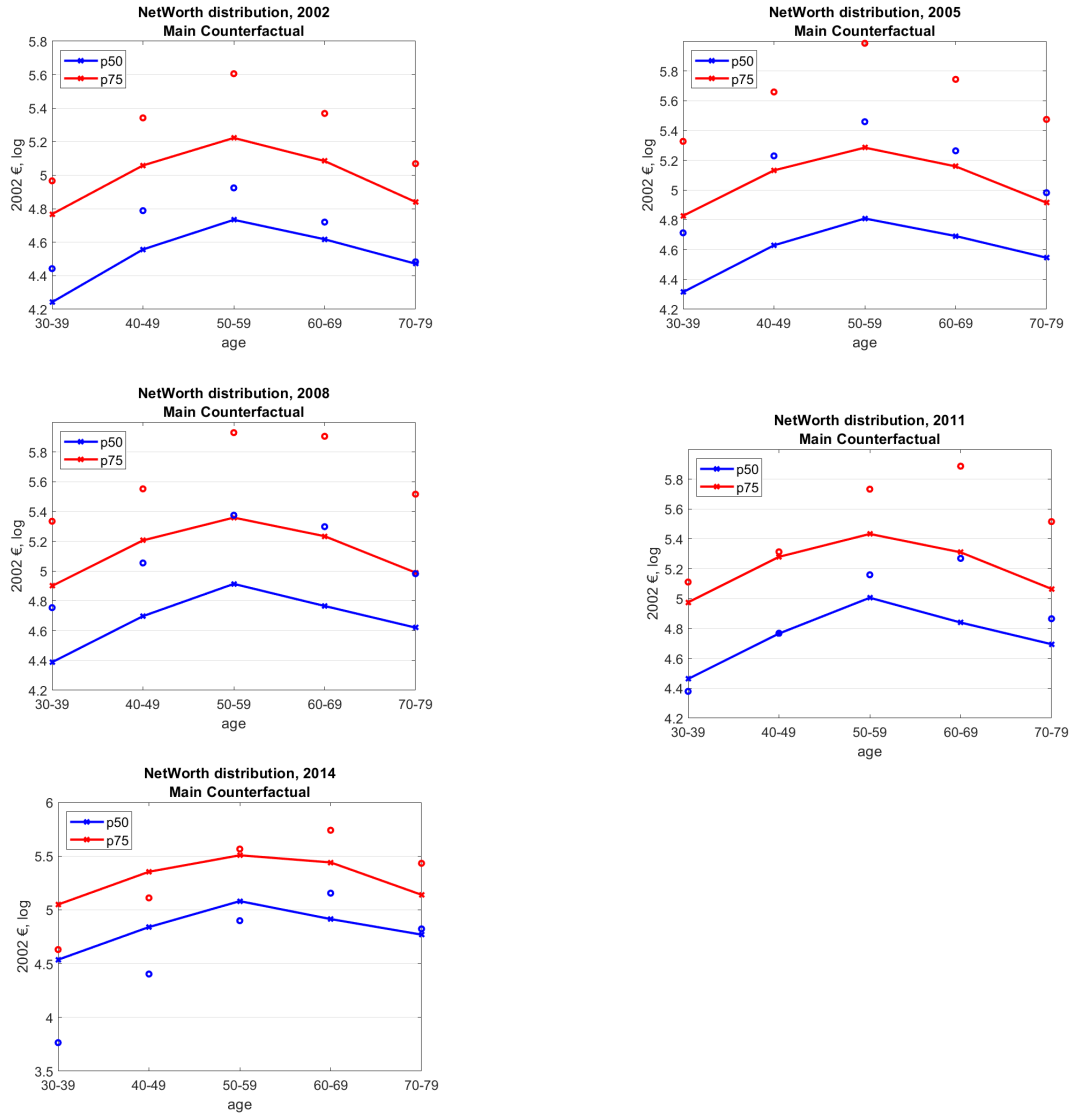 NetWorth distribution, 2002
Main Counterfactual
p50
p75
2002 €, log
5.8
5.6
5.4
5.2
5
4.8
4.6
4.4
4.2
30-39 40-49 50-59 60-69 70-79
age
NetWorth distribution, 2005
Main Counterfactual
p50
p75
2002 €, log
5.8
5.6
5.4
5.2
5
4.8
4.6
4.4
4.2
30-39 40-49 50-59 60-69 70-79
age
NetWorth distribution, 2008
Main Counterfactual
p50
p75
2002 €, log
5.8
5.6
5.4
5.2
5
4.8
4.6
4.4
4.2
30-39 40-49 50-59 60-69 70-79
age
NetWorth distribution, 2011
Main Counterfactual
p50
p75
2002 €, log
5.8
5.6
5.4
5.2
5
4.8
4.6
4.4
4.2
30-39 40-49 50-59 60-69 70-79
age
NetWorth distribution, 2014
Main Counterfactual
p50
p75
2002 €, log
6
5.5
5
4.5
4
3.5
30-39 40-49 50-59 60-69 70-79
age